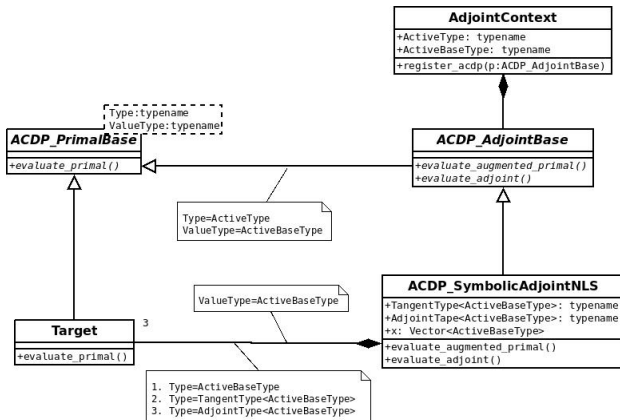 AdjointContext
+ActiveType: typename
+ActiveBaseType: typename
+register_acdp(p:ACDP_AdjointBase)
Type:typename
ValueType:typename
ACDP_PrimalBase
+evaluate_primal()
ACDP_AdjointBase
+evaluate_augmented_primal()
+evaluate_adjoint()
Type=ActiveType
ValueType=ActiveBaseType
ACDP_SymbolicAdjointNLS
+TangentType<ActiveBaseType>: typename
+AdjointTape<ActiveBaseType>: typename
+x: Vector<ActiveBaseType>
+evaluate_augmented_primal()
+evaluate_adjoint()
ValueType=ActiveBaseType
3
Target
+evaluate_primal()
1. Type=ActiveBaseType
2. Type=TangentType<ActiveBaseType>
3. Type=AdjointType<ActiveBaseType>